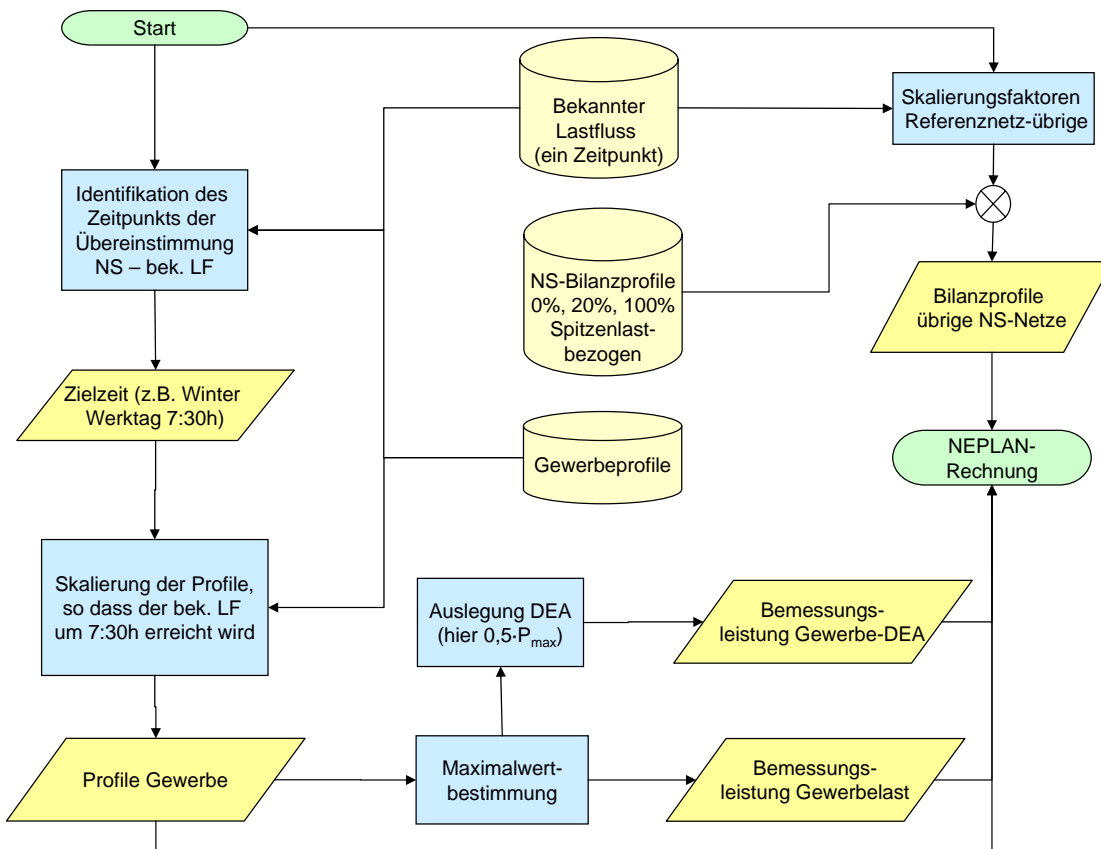 Start
Bekannter
Lastfluss
(ein Zeitpunkt)
Skalierungsfaktoren
Referenznetz-übrige
Identifikation des
Zeitpunkts der
Übereinstimmung
NS – bek. LF
NS-Bilanzprofile
0%, 20%, 100%
Spitzenlast-
bezogen
Bilanzprofile
übrige NS-Netze
Zielzeit (z.B. Winter
Werktag 7:30h)
Gewerbeprofile
NEPLAN-
Rechnung
Skalierung der Profile,
so dass der bek. LF
um 7:30h erreicht wird
Auslegung DEA
(hier 0,5·Pmax)
Bemessungs-
leistung Gewerbe-DEA
Profile Gewerbe
Maximalwert-
bestimmung
Bemessungs-
leistung Gewerbelast